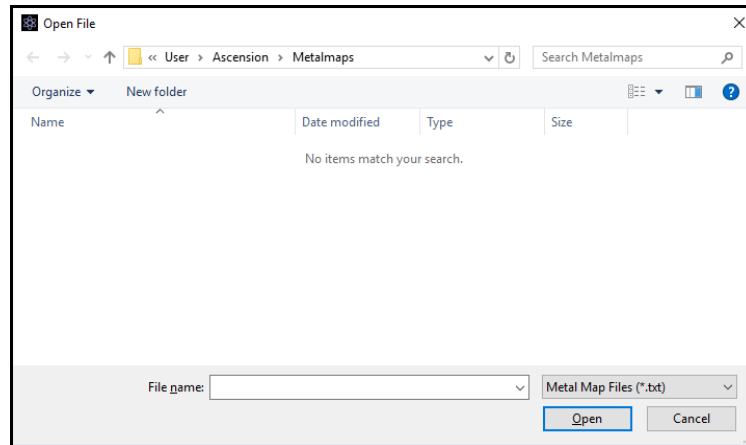 Open File
« User > Ascension > Metalmaps
Search Metalmaps
Organize
New folder
?
Name
Date modified
Type
Size
No items match your search.
File name:
Metal Map Files (*.txt)
Open
Cancel